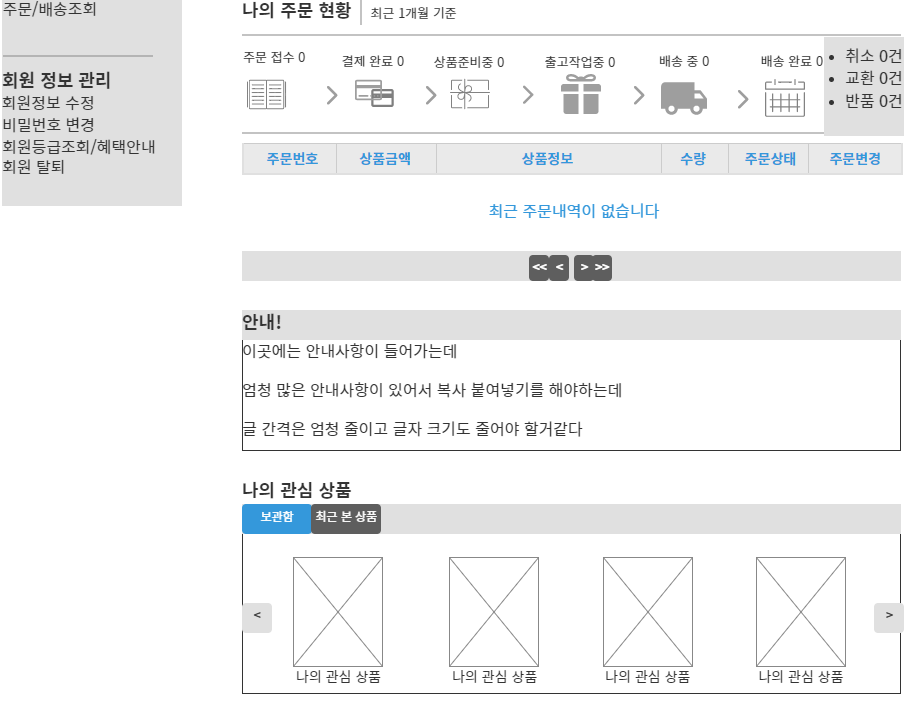 주문/배송조회
회원 정보 관리
회원정보 수정
비밀번호 변경
회원등급조회/혜택안내
회원 탈퇴
나의 주문 현황 최근 1개월 기준
주문 접수 0 결제 완료 0 상품준비중 0 출고작업중 0 배송 중 0 배송 완료 0
• 취소 0건
• 교환 0건
• 반품 0건
주문번호 상품금액 상품정보 수량 주문상태 주문변경
최근 주문내역이 없습니다
<< < > >>
안내!
이곳에는 안내사항이 들어가는데
엄청 많은 안내사항이 있어서 복사 붙여넣기를 해야하는데
글 간격은 엄청 줄이고 글자 크기도 줄어야 할거같다
나의 관심 상품
보관함 최근 본 상품
< >
나의 관심 상품 나의 관심 상품 나의 관심 상품 나의 관심 상품